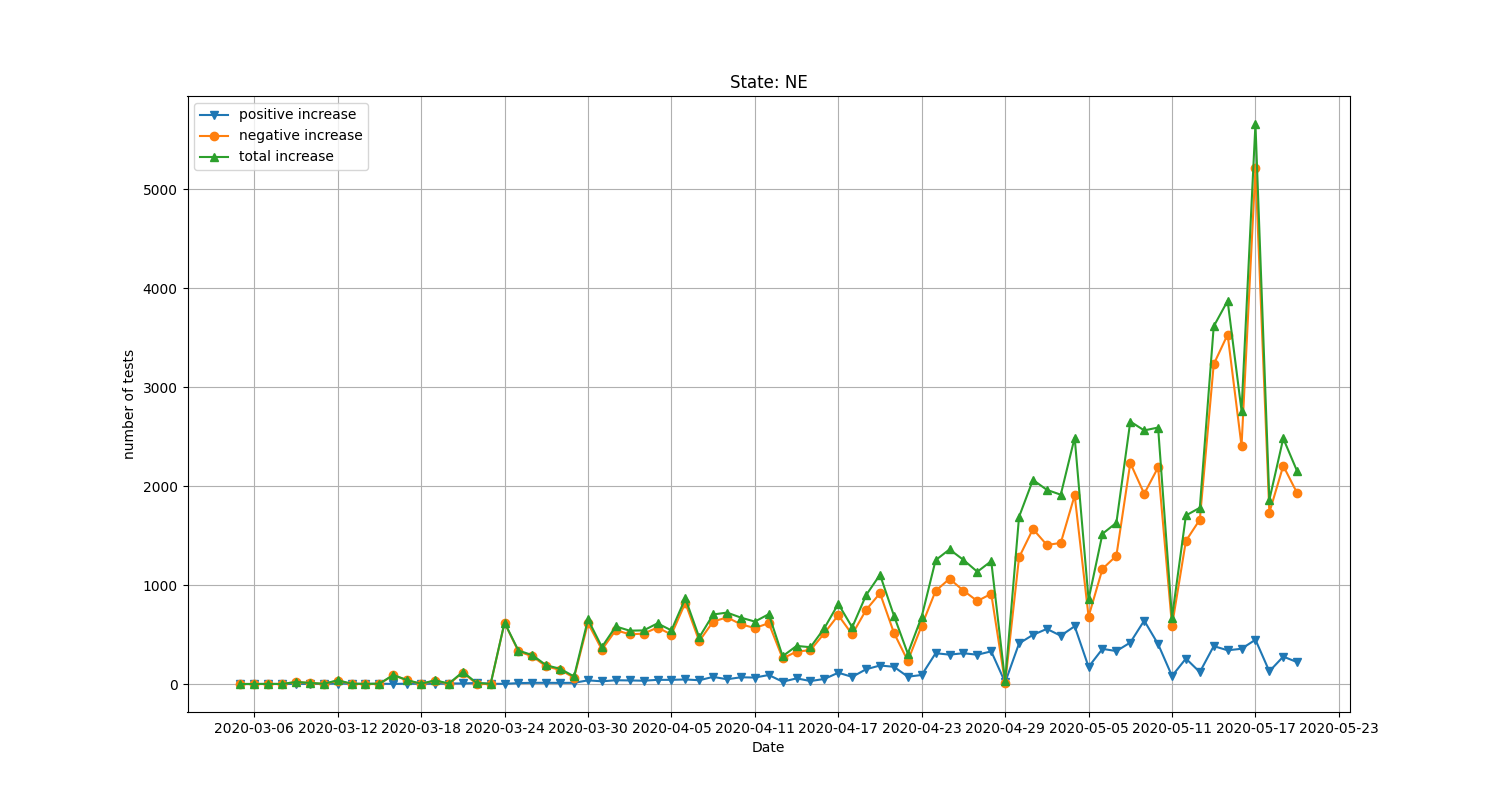 State: NE
positive increase
negative increase
total increase
number of tests
5000
4000
3000
2000
1000
0
2020-03-06 2020-03-12 2020-03-18 2020-03-24 2020-03-30 2020-04-05 2020-04-11 2020-04-17 2020-04-23 2020-04-29 2020-05-05 2020-05-11 2020-05-17 2020-05-23
Date